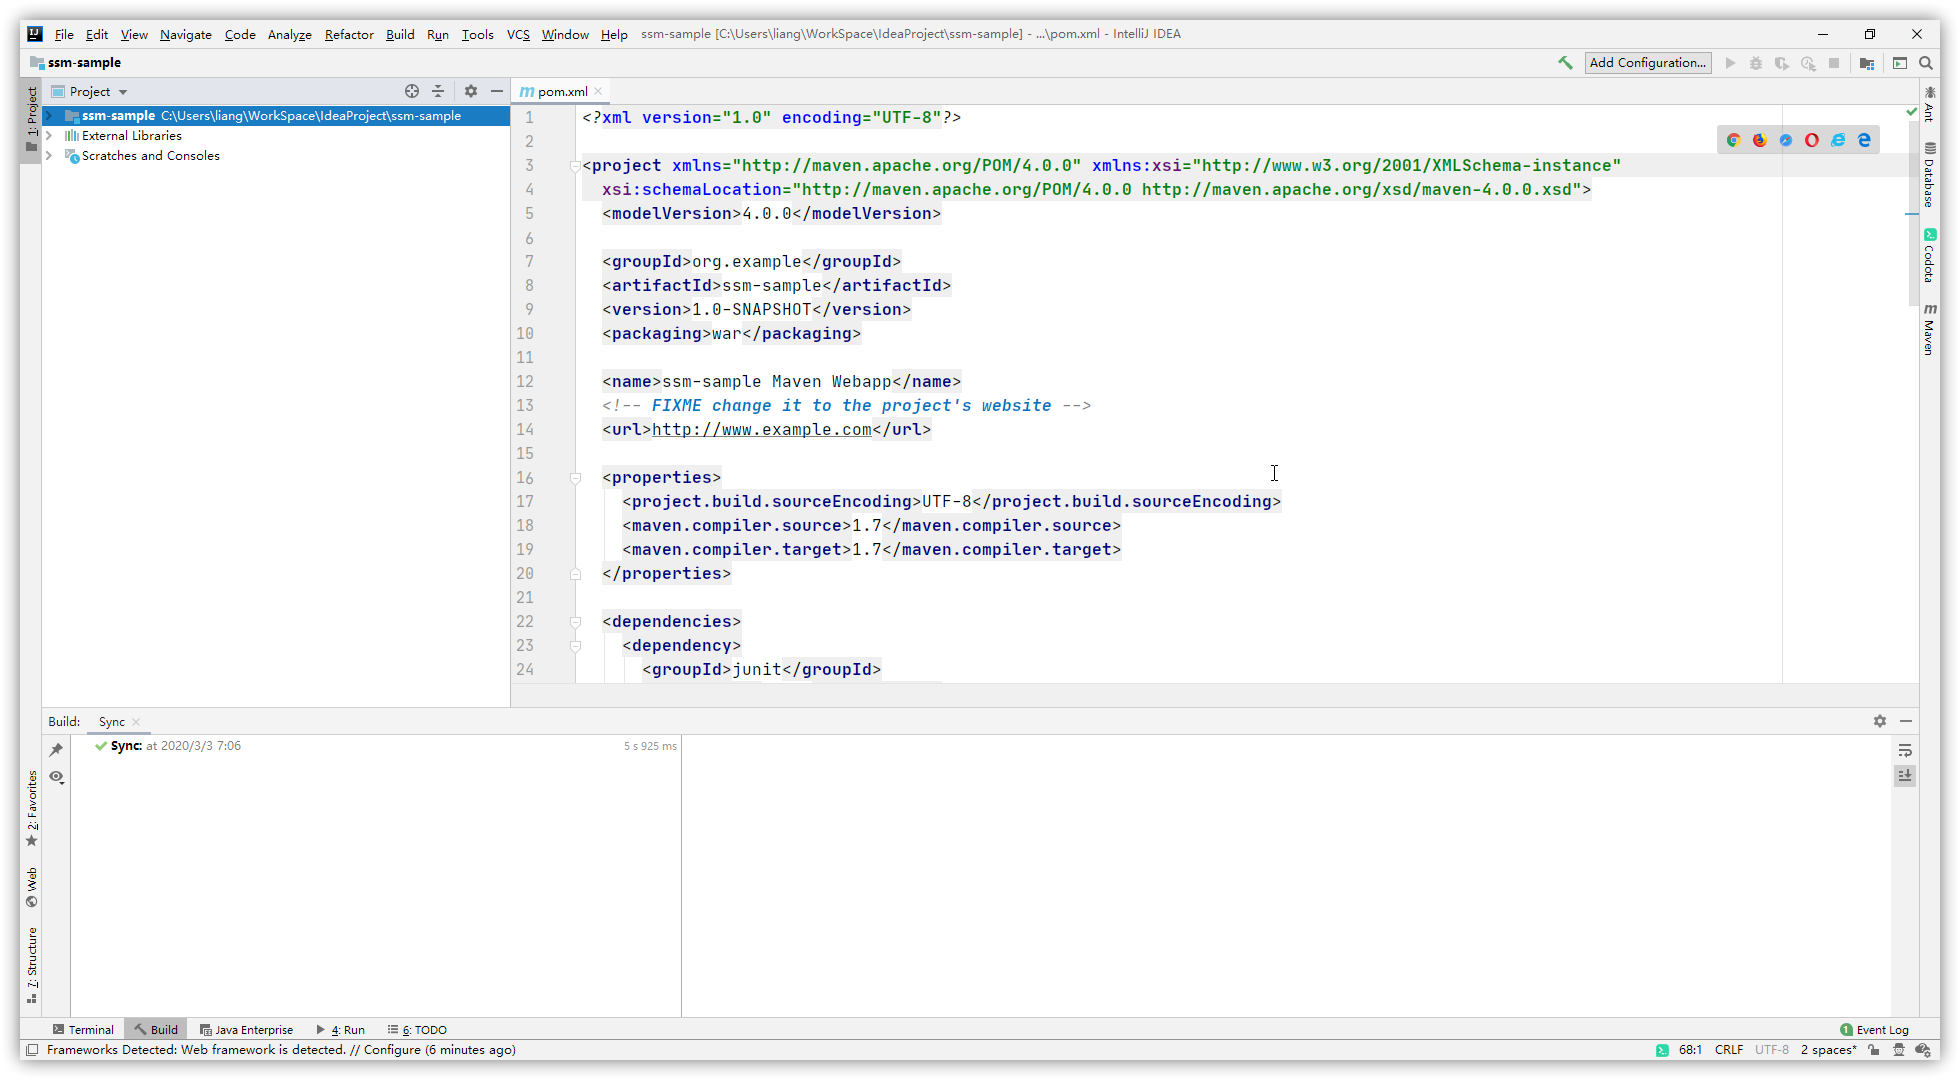 File Edit View Navigate Code Analyze Refactor Build Run Tools VCS Window Help ssm-sample [C:\Users\liang\WorkSpace\IdeaProject\ssm-sample] - ...\pom.xml - IntelliJ IDEA
ssm-sample
Add Configuration...
1: Project
Project
pom.xml
ssm-sample C:\Users\liang\WorkSpace\IdeaProject\ssm-sample
External Libraries
Scratches and Consoles
1 <?xml version="1.0" encoding="UTF-8"?>
2
3 <project xmlns="http://maven.apache.org/POM/4.0.0" xmlns:xsi="http://www.w3.org/2001/XMLSchema-instance"
4 xsi:schemaLocation="http://maven.apache.org/POM/4.0.0 http://maven.apache.org/xsd/maven-4.0.0.xsd">
5 <modelVersion>4.0.0</modelVersion>
6
7 <groupId>org.example</groupId>
8 <artifactId>ssm-sample</artifactId>
9 <version>1.0-SNAPSHOT</version>
10 <packaging>war</packaging>
11
12 <name>ssm-sample Maven Webapp</name>
13 <!-- FIXME change it to the project's website -->
14 <url>http://www.example.com</url>
15
16 <properties>
17 <project.build.sourceEncoding>UTF-8</project.build.sourceEncoding>
18 <maven.compiler.source>1.7</maven.compiler.source>
19 <maven.compiler.target>1.7</maven.compiler.target>
20 </properties>
21
22 <dependencies>
23 <dependency>
24 <groupId>junit</groupId>
Ant
Database
Codota
Maven
Build: Sync
Sync: at 2020/3/3 7:06 5 s 925 ms
2: Favorites
Web
7: Structure
Terminal Build Java Enterprise 4: Run 6: TODO 1 Event Log
Frameworks Detected: Web framework is detected. // Configure (6 minutes ago) 68:1 CRLF UTF-8 2 spaces*